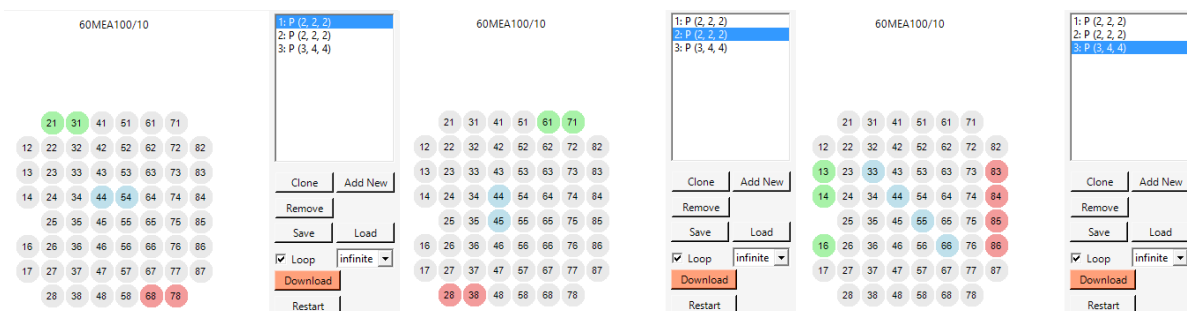 60MEA100/10
1: P (2, 2, 2)
2: P (2, 2, 2)
3: P (3, 4, 4)
21 31 41 51 61 71
12 22 32 42 52 62 72 82
13 23 33 43 53 63 73 83
14 24 34 44 54 64 74 84
25 35 45 55 65 75 85
16 26 36 46 56 66 76 86
17 27 37 47 57 67 77 87
28 38 48 58 68 78
Clone Add New
Remove
Save Load
Loop infinite
Download
Restart
60MEA100/10
1: P (2, 2, 2)
2: P (2, 2, 2)
3: P (3, 4, 4)
21 31 41 51 61 71
12 22 32 42 52 62 72 82
13 23 33 43 53 63 73 83
14 24 34 44 54 64 74 84
25 35 45 55 65 75 85
16 26 36 46 56 66 76 86
17 27 37 47 57 67 77 87
28 38 48 58 68 78
Clone Add New
Remove
Save Load
Loop infinite
Download
Restart
60MEA100/10
1: P (2, 2, 2)
2: P (2, 2, 2)
3: P (3, 4, 4)
21 31 41 51 61 71
12 22 32 42 52 62 72 82
13 23 33 43 53 63 73 83
14 24 34 44 54 64 74 84
25 35 45 55 65 75 85
16 26 36 46 56 66 76 86
17 27 37 47 57 67 77 87
28 38 48 58 68 78
Clone Add New
Remove
Save Load
Loop infinite
Download
Restart